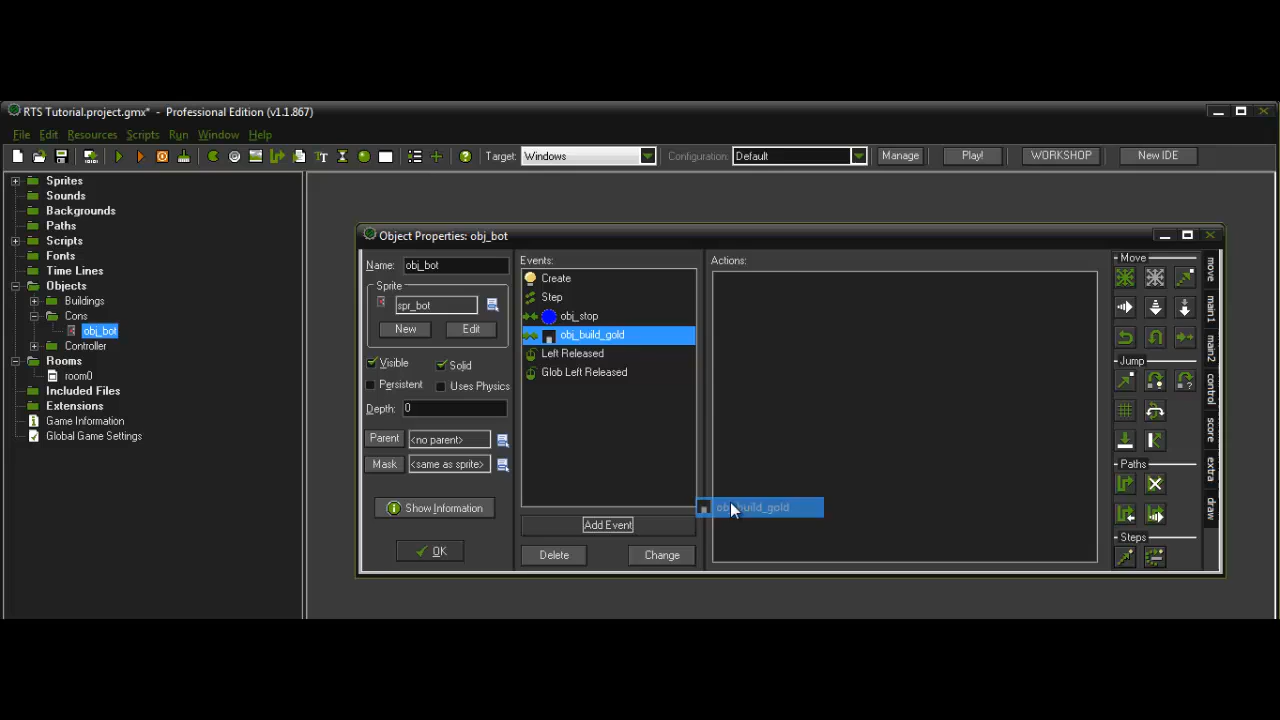 RTS Tutorial.project.gmx* - Professional Edition (v1.1.867)
File Edit Resources Scripts Run Window Help
Target: Windows Configuration: Default Manage Play! WORKSHOP New IDE
Sprites
Sounds
Backgrounds
Paths
Scripts
Fonts
Time Lines
Objects
Buildings
Cons
obj_bot
Controller
Rooms
room0
Included Files
Extensions
Game Information
Global Game Settings
Object Properties: obj_bot
Name: obj_bot
Sprite
spr_bot
New Edit
Visible Solid
Persistent Uses Physics
Depth: 0
Parent <no parent>
Mask <same as sprite>
Show Information
OK
Events:
Create
Step
obj_stop
obj_build_gold
Left Released
Glob Left Released
Add Event
Delete Change
Actions:
obj_build_gold
Move
Jump
Paths
Steps
move
main1
main2
control
score
extra
draw